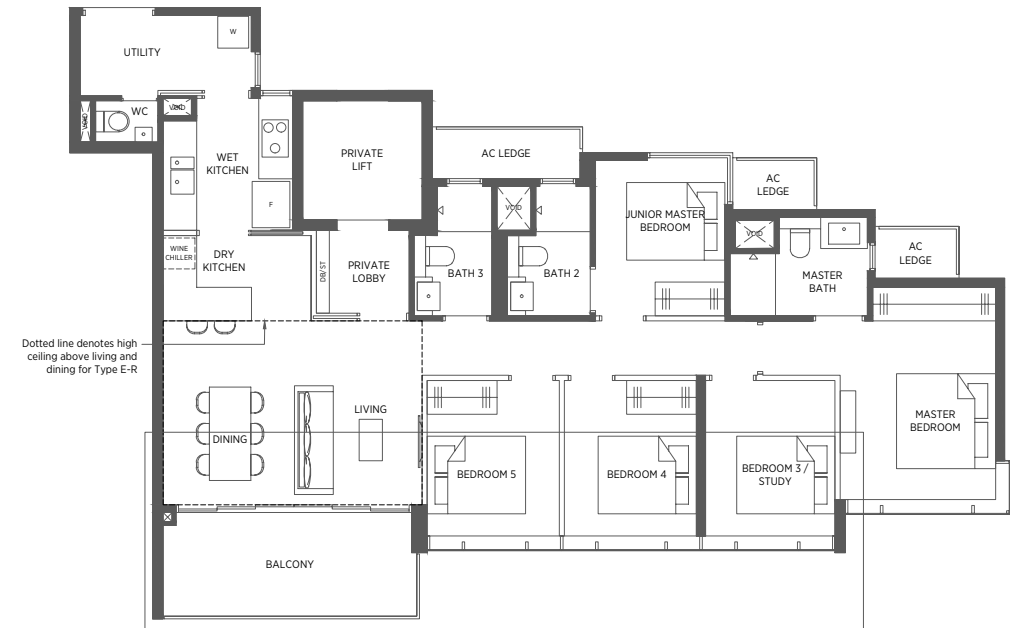 UTILITY
W
WC
VOID
VOID
WET
KITCHEN
F
PRIVATE
LIFT
AC LEDGE
AC
LEDGE
JUNIOR MASTER
BEDROOM
VOID
VOID
WINE
CHILLER
DRY
KITCHEN
DB/ST
PRIVATE
LOBBY
BATH 3
BATH 2
MASTER
BATH
AC
LEDGE
Dotted line denotes high
ceiling above living and
dining for Type E-R
LIVING
DINING
BEDROOM 5
BEDROOM 4
BEDROOM 3 /
STUDY
MASTER
BEDROOM
BALCONY